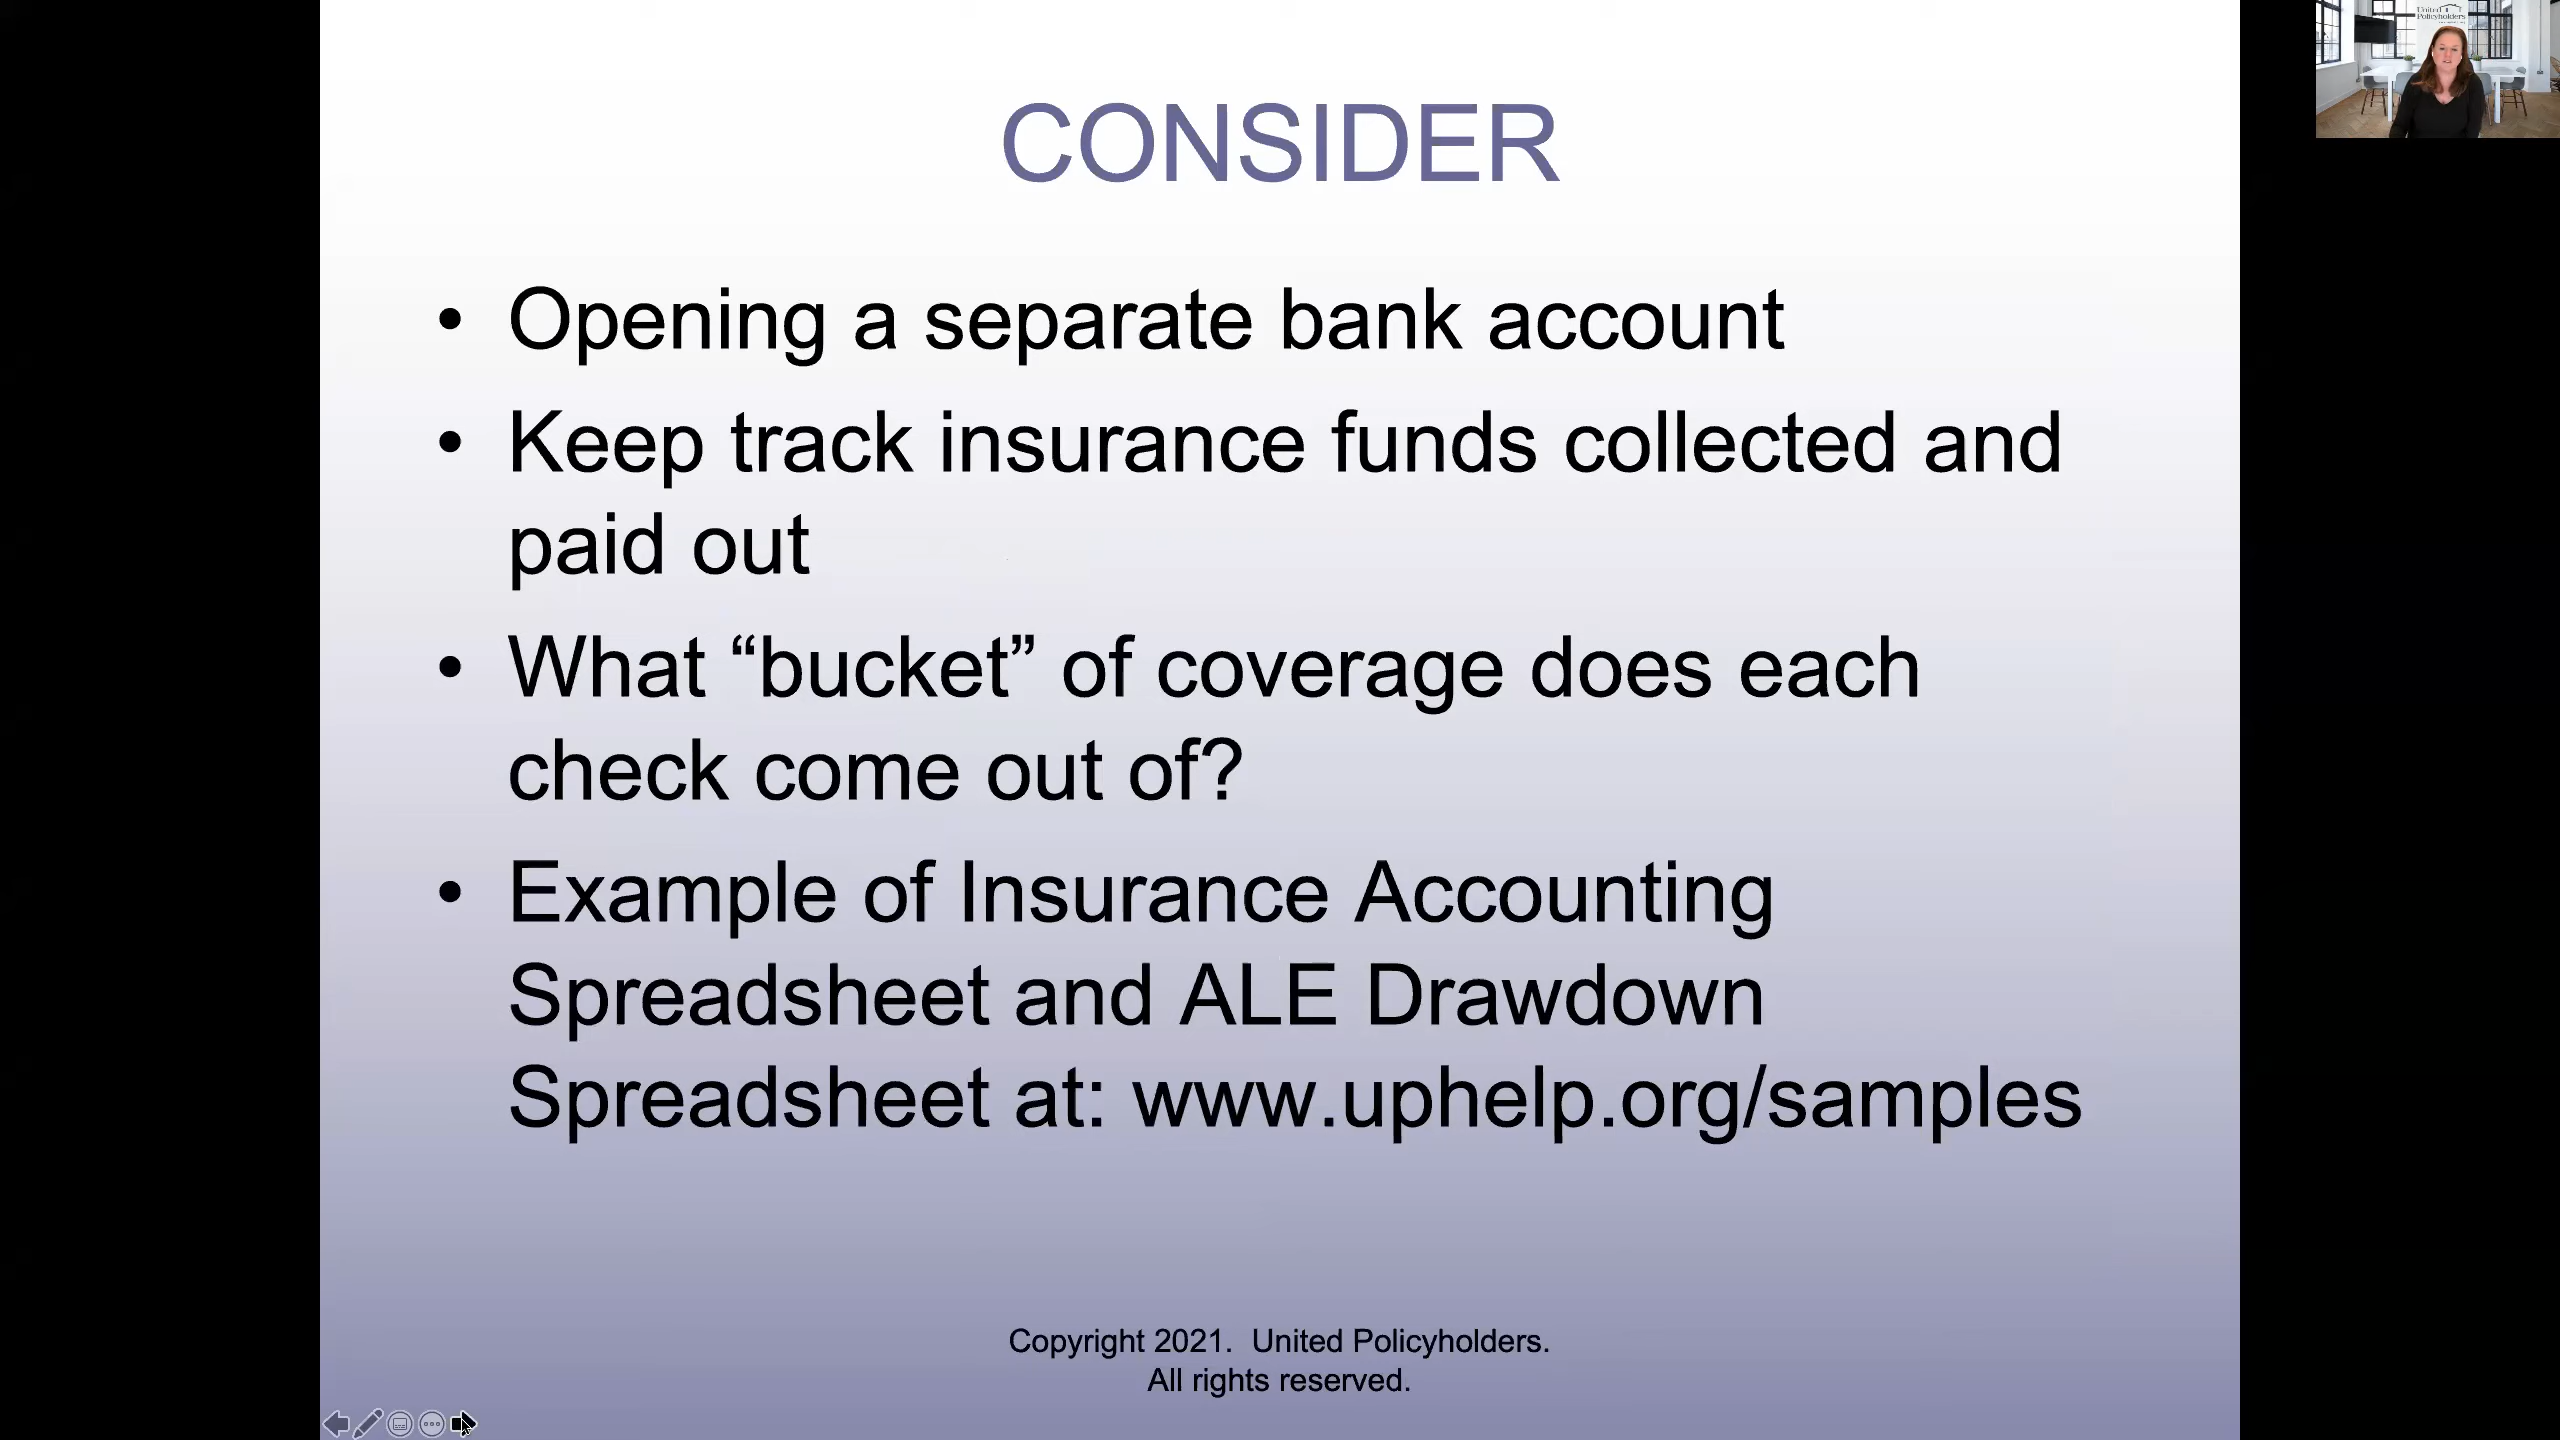 United
Policyholders
CONSIDER
• Opening a separate bank account
• Keep track insurance funds collected and
paid out
• What “bucket” of coverage does each
check come out of?
• Example of Insurance Accounting
Spreadsheet and ALE Drawdown
Spreadsheet at: www.uphelp.org/samples
Copyright 2021. United Policyholders.
All rights reserved.